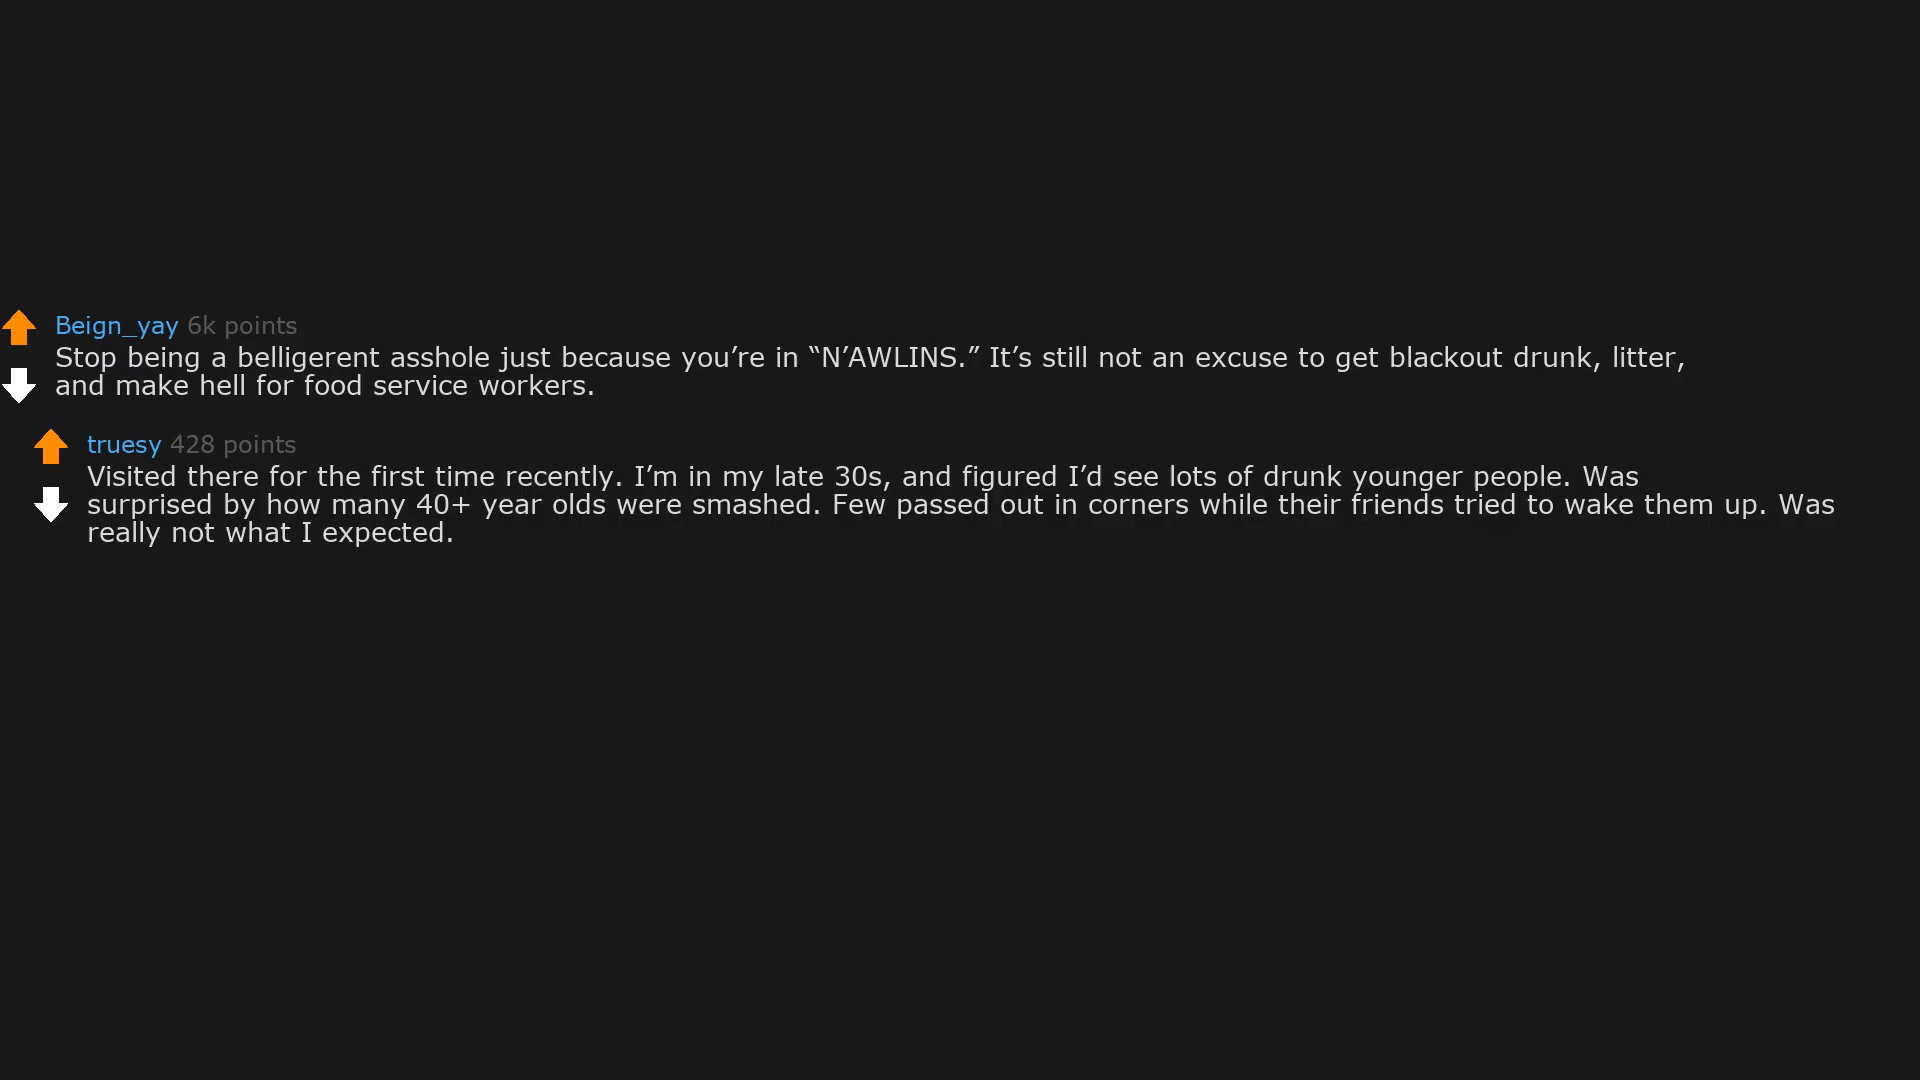 Beign_yay 6k points
Stop being a belligerent asshole just because you’re in “N’AWLINS.” It’s still not an excuse to get blackout drunk, litter,
and make hell for food service workers.
truesy 428 points
Visited there for the first time recently. I’m in my late 30s, and figured I’d see lots of drunk younger people. Was
surprised by how many 40+ year olds were smashed. Few passed out in corners while their friends tried to wake them up. Was
really not what I expected.